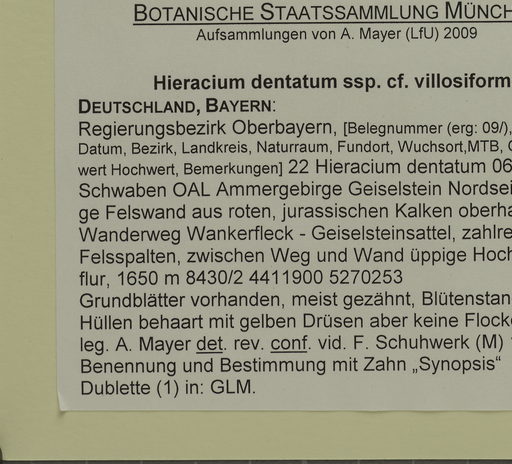 BOTANISCHE STAATSSAMMLUNG MÜNCH
Aufsammlungen von A. Mayer (LfU) 2009
Hieracium dentatum ssp. cf. villosiform
DEUTSCHLAND, BAYERN:
Regierungsbezirk Oberbayern, [Belegnummer (erg: 09/),
Datum, Bezirk, Landkreis, Naturraum, Fundort, Wuchsort,MTB,
wert Hochwert, Bemerkungen] 22 Hieracium dentatum 06
Schwaben OAL Ammergebirge Geiselstein Nordsei
ge Felswand aus roten, jurassischen Kalken oberha
Wanderweg Wankerfleck - Geiselsteinsattel, zahlre
Felsspalten, zwischen Weg und Wand üppige Hoch
flur, 1650 m 8430/2 4411900 5270253
Grundblätter vorhanden, meist gezähnt, Blütenstan
Hüllen behaart mit gelben Drüsen aber keine Flocke
leg. A. Mayer det. rev. conf. vid. F. Schuhwerk (M)
Benennung und Bestimmung mit Zahn „Synopsis“
Dublette (1) in: GLM.